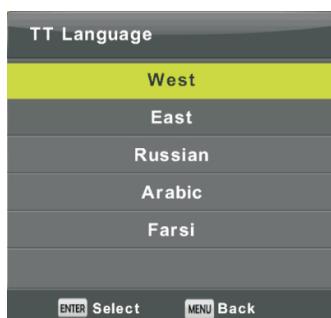 TT Language
West
East
Russian
Arabic
Farsi
ENTER Select MENU Back